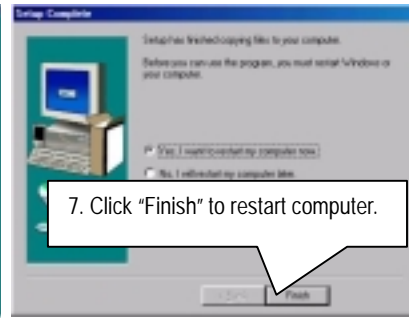 Setup Complete
Setup has finished copying files to your computer.
Before you can use the program, you must restart Windows or
your computer.
Yes, I want to restart my computer now.
No, I will restart my computer later.
7. Click “Finish” to restart computer.
< Back
Finish